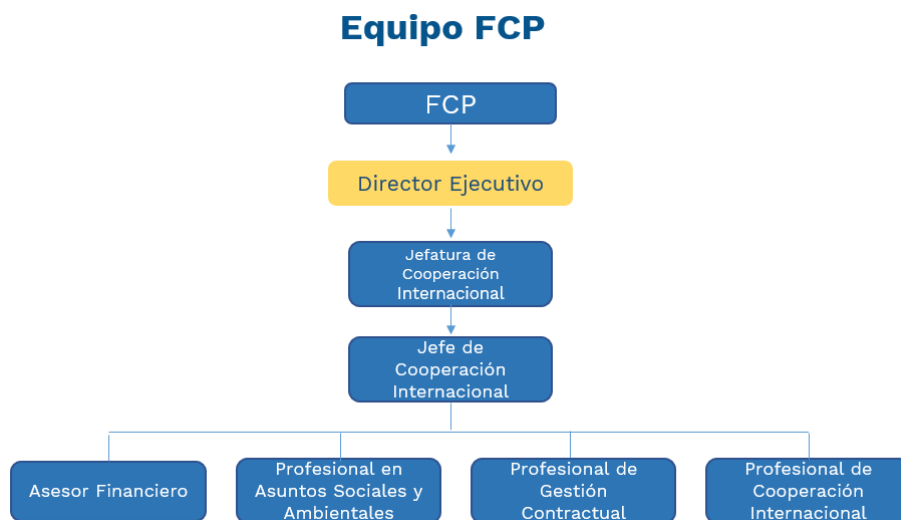 Equipo FCP
FCP
Director Ejecutivo
Jefatura de
Cooperación
Internacional
Jefe de
Cooperación
Internacional
Asesor Financiero
Profesional en
Asuntos Sociales y
Ambientales
Profesional de
Gestión
Contractual
Profesional de
Cooperación
Internacional